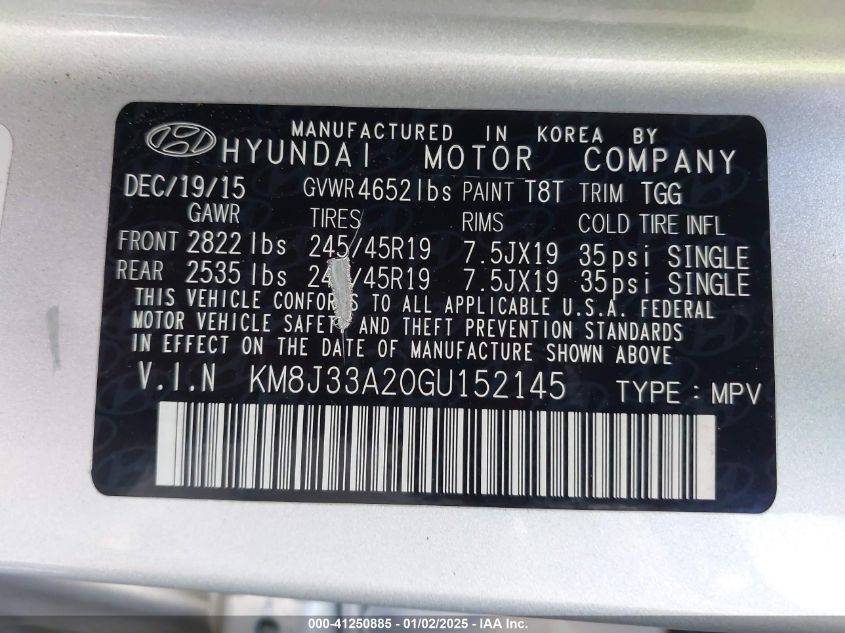 MANUFACTURED IN KOREA BY
HYUNDAI MOTOR COMPANY
DEC/19/15 GVWR 4652 lbs PAINT T8T TRIM TGG
GAWR TIRES RIMS COLD TIRE INFL
FRONT 2822 lbs 245/45R19 7.5JX19 35psi SINGLE
REAR 2535 lbs /45R19 7.5JX19 35psi SINGLE
THIS VEHICLE TO ALL APPLICABLE U.S.A. FEDERAL
MOTOR VEHICLE SAFETY AND THEFT PREVENTION STANDARDS
IN EFFECT ON THE DATE OF MANUFACTURE SHOWN ABOVE
V.I.N KM8J33A20GU152145 TYPE : MPV
000-41250885 - 01/02/2025 - IAA Inc.